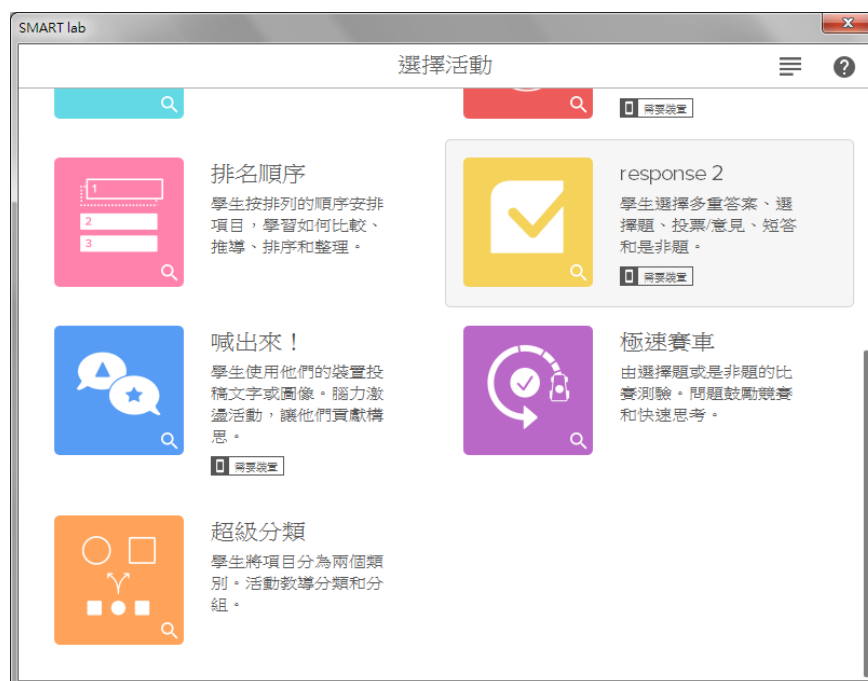 SMART lab
選擇活動
需要裝置
排名順序
學生按排列的順序安排
項目,學習如何比較、
推導、排序和整理。
1
2
3
response 2
學生選擇多重答案、選
擇題、投票/意見、短答
和是非題。
需要裝置
喊出來!
學生使用他們的裝置投
稿文字或圖像。腦力激
盪活動,讓他們貢獻構
思。
需要裝置
極速賽車
由選擇題或是非題的比
賽測驗。問題鼓勵競賽
和快速思考。
超級分類
學生將項目分為兩個類
別。活動教導分類和分
組。